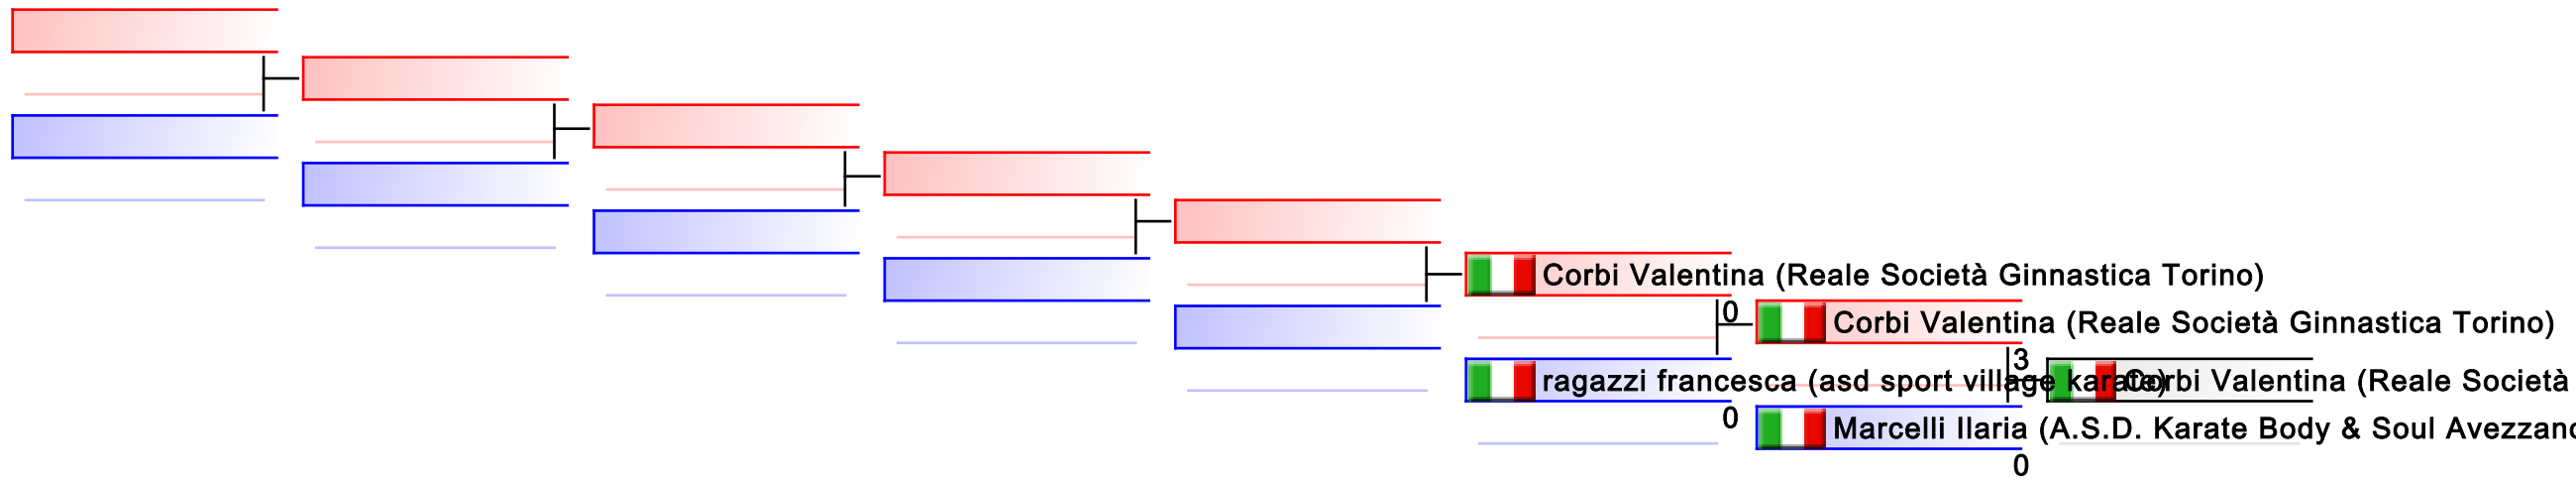 Corbi Valentina (Reale Società Ginnastica Torino)
0
Corbi Valentina (Reale Società Ginnastica Torino)
3
ragazzi francesca (asd sport village karate)
Corbi Valentina (Reale Società
0
Marcelli Ilaria (A.S.D. Karate Body & Soul Avezzano
0